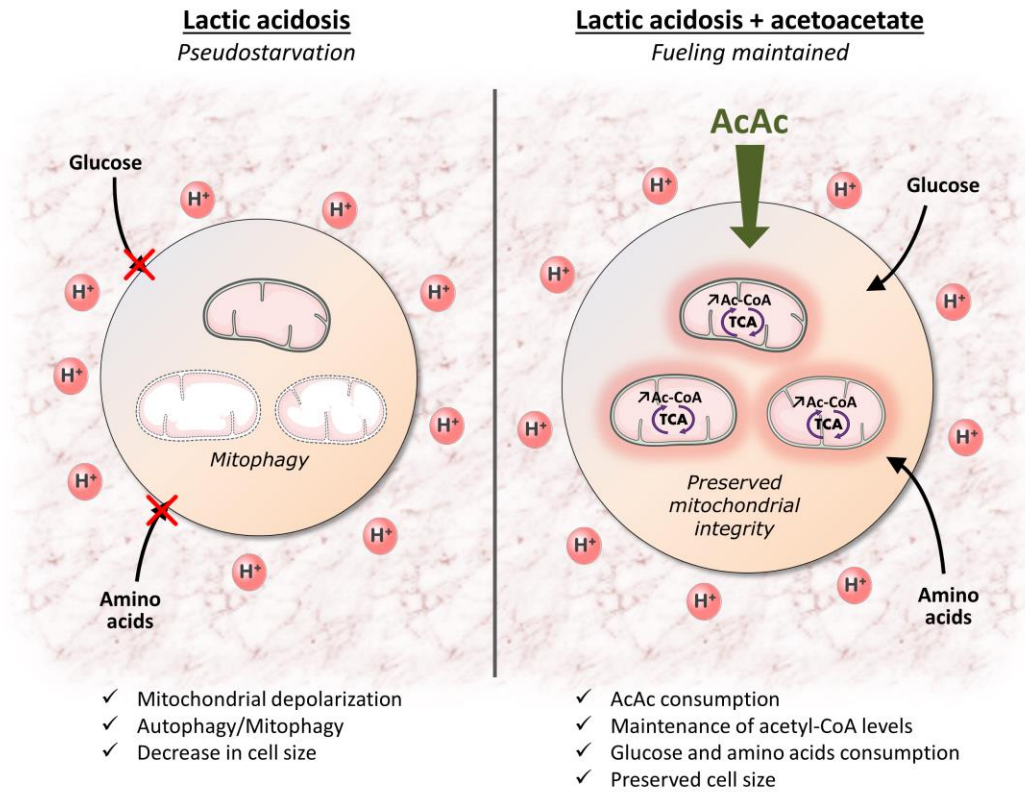 Lactic acidosis
Pseudostarvation
Glucose
H+
H+
H+
H+
H+
H+
H+
H+
H+
Mitophagy
Amino
acids
✓ Mitochondrial depolarization
✓ Autophagy/Mitophagy
✓ Decrease in cell size
Lactic acidosis + acetoacetate
Fueling maintained
AcAc
Glucose
H+
H+
H+
H+
H+
H+
H+
H+
H+
↗Ac-CoA
TCA
↗Ac-CoA
TCA
↗Ac-CoA
TCA
Preserved
mitochondrial
integrity
Amino
acids
✓ AcAc consumption
✓ Maintenance of acetyl-CoA levels
✓ Glucose and amino acids consumption
✓ Preserved cell size